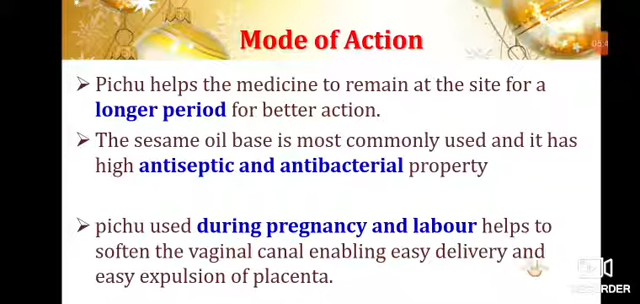 Mode of Action
➢ Pichu helps the medicine to remain at the site for a
longer period for better action.
➢ The sesame oil base is most commonly used and it has
high antiseptic and antibacterial property
➢ pichu used during pregnancy and labour helps to
soften the vaginal canal enabling easy delivery and
easy expulsion of placenta.